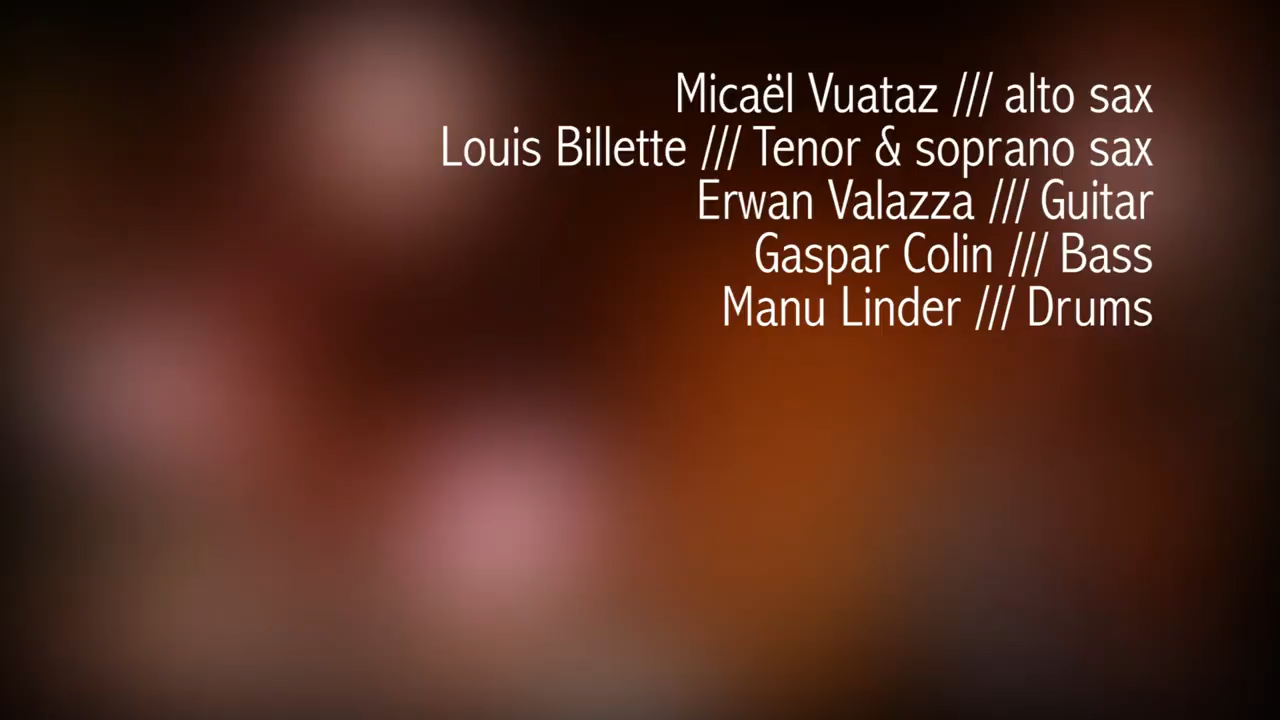 Micaël Vuataz /// alto sax
Louis Billette /// Tenor & soprano sax
Erwan Valazza /// Guitar
Gaspar Colin /// Bass
Manu Linder /// Drums